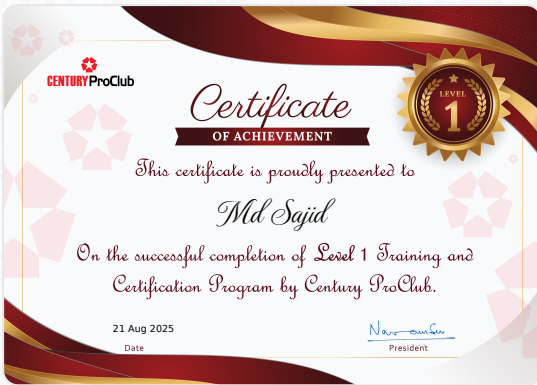 CENTURY ProClub
LEVEL
1
Certificate
OF ACHIEVEMENT
This certificate is proudly presented to
Md Sajid
On the successful completion of Level 1 Training and
Certification Program by Century ProClub.
21 Aug 2025
Date
President